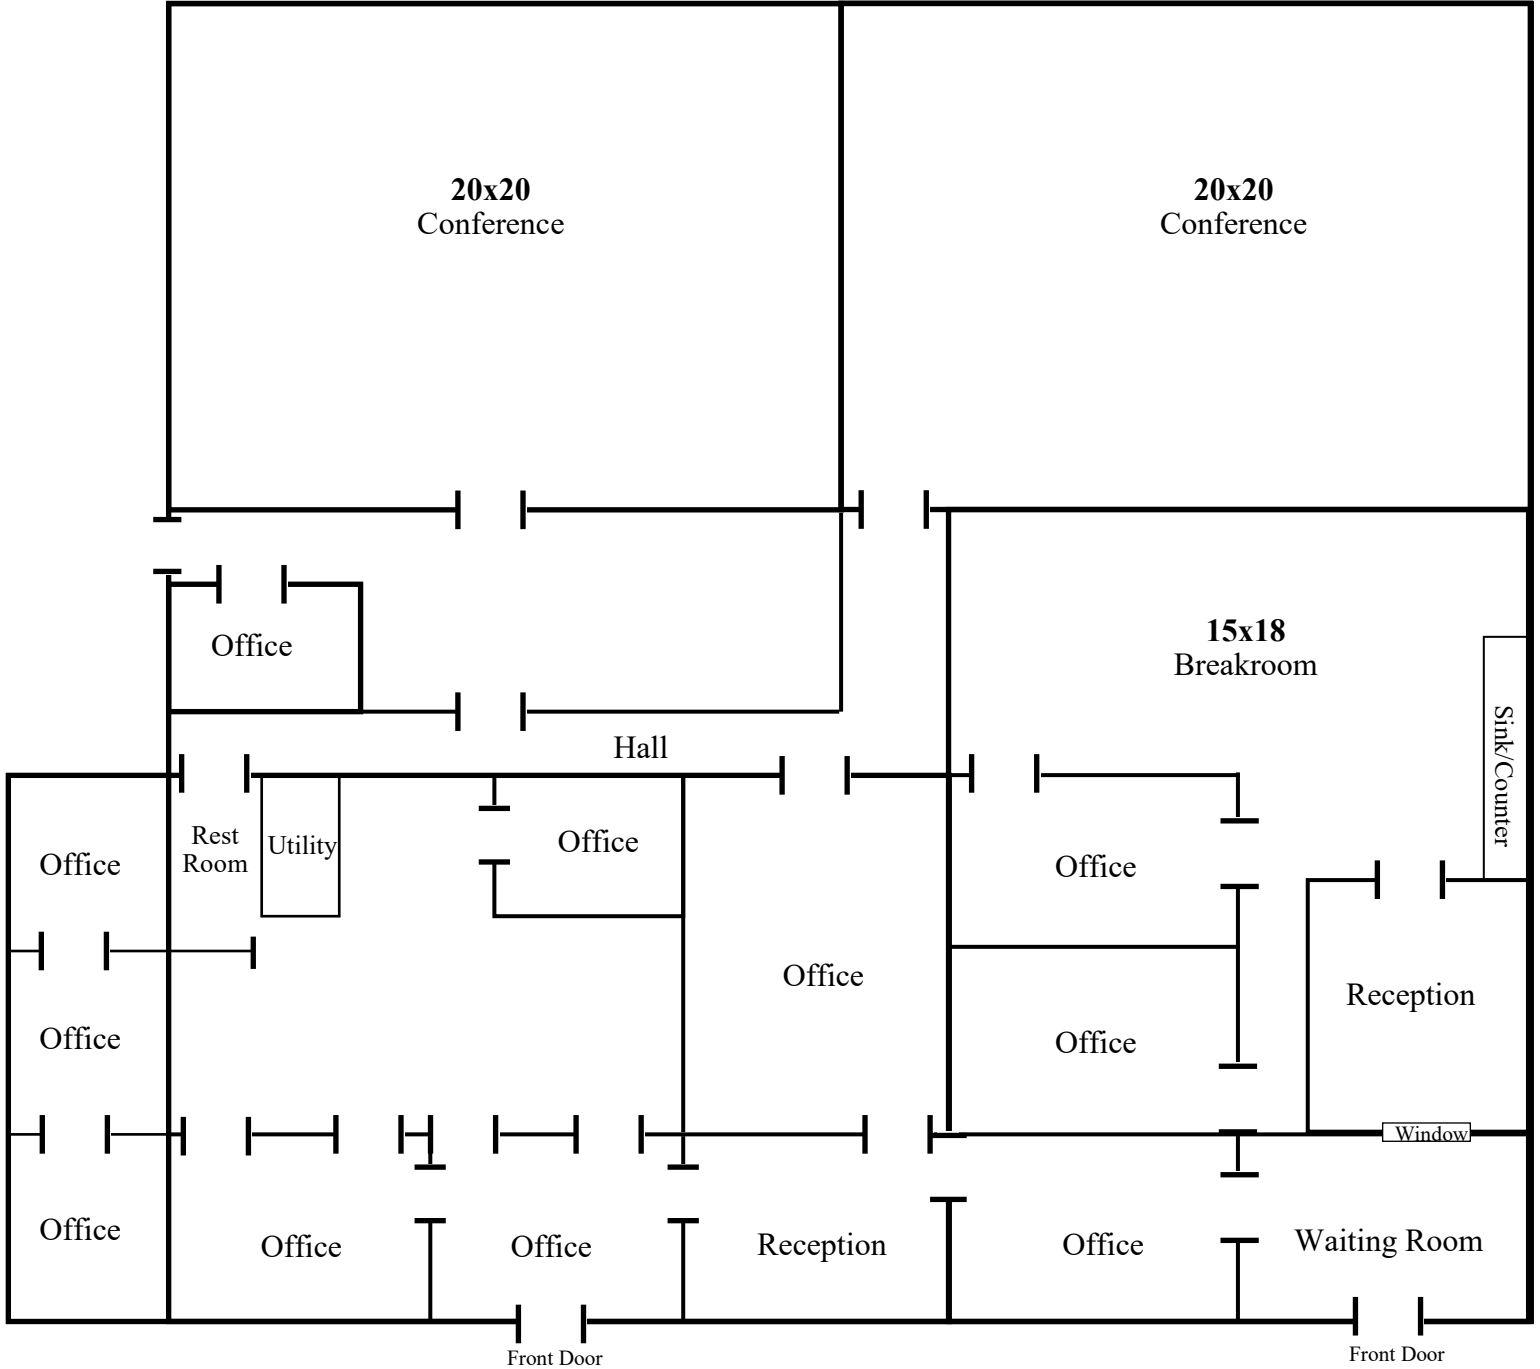 20x20
Conference
20x20
Conference
Office
15x18
Breakroom
Sink/Counter
Hall
Office
Rest
Room
Utility
Office
Office
Office
Reception
Office
Office
Office
Window
Office
Office
Office
Reception
Office
Waiting Room
Front Door
Front Door